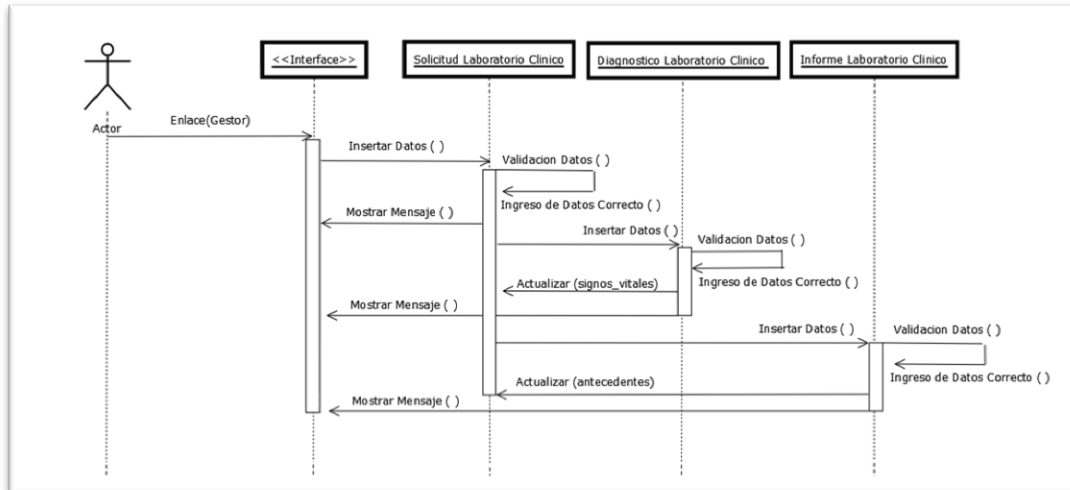 <<Interface>>
Solicitud Laboratorio Clinico
Diagnostico Laboratorio Clinico
Informe Laboratorio Clinico
Actor
Enlace(Gestor)
Insertar Datos ( )
Validacion Datos ( )
Ingreso de Datos Correcto ( )
Mostrar Mensaje ( )
Insertar Datos ( )
Validacion Datos ( )
Ingreso de Datos Correcto ( )
Actualizar (signos_vitales)
Mostrar Mensaje ( )
Insertar Datos ( )
Validacion Datos ( )
Ingreso de Datos Correcto ( )
Actualizar (antecedentes)
Mostrar Mensaje ( )